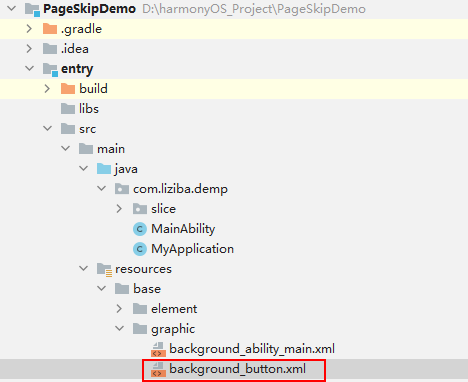 PageSkipDemo D:\harmonyOS_Project\PageSkipDemo
.gradle
.idea
entry
build
libs
src
main
java
com.liziba.demp
slice
MainAbility
MyApplication
resources
base
element
graphic
background_ability_main.xml
background_button.xml